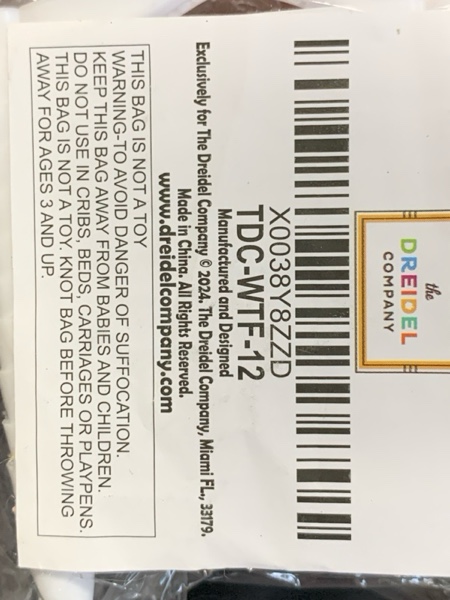 the
DREIDEL
COMPANY
X0038Y8ZZD
TDC-WTF-12
Manufactured and Designed
Exclusively for The Dreidel Company © 2024. The Dreidel Company, Miami FL., 33179.
Made in China. All Rights Reserved.
www.dreidelcompany.com
THIS BAG IS NOT A TOY
WARNING-TO AVOID DANGER OF SUFFOCATION.
KEEP THIS BAG AWAY FROM BABIES AND CHILDREN.
DO NOT USE IN CRIBS, BEDS, CARRIAGES OR PLAYPENS.
THIS BAG IS NOT A TOY. KNOT BAG BEFORE THROWING
AWAY FOR AGES 3 AND UP.